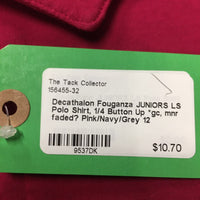 The Tack Collector
156455-32
Decathalon Fouganza JUNIORS LS
Polo Shirt, 1/4 Button Up *gc, mnr
faded? Pink/Navy/Grey 12
9537DK
$10.70